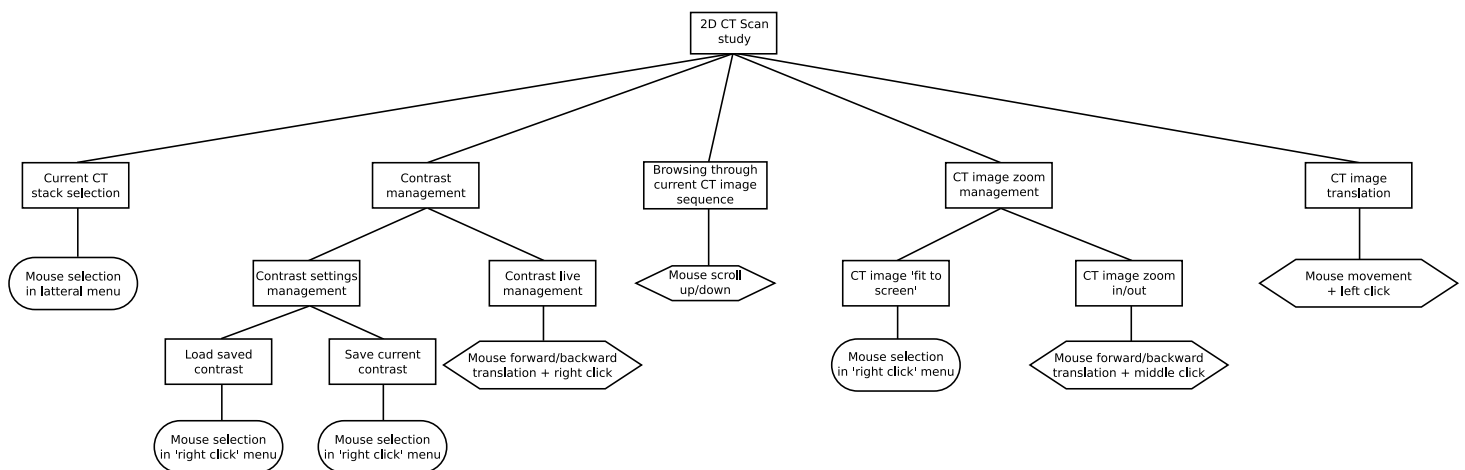 2D CT Scan
study
Current CT
stack selection
Contrast
management
Browsing through
current CT image
sequence
CT image zoom
management
CT image
translation
Mouse selection
in latteral menu
Contrast settings
management
Contrast live
management
Mouse scroll
up/down
CT image 'fit to
screen'
CT image zoom
in/out
Mouse movement
+ left click
Load saved
contrast
Save current
contrast
Mouse forward/backward
translation + right click
Mouse selection
in 'right click' menu
Mouse forward/backward
translation + middle click
Mouse selection
in 'right click' menu
Mouse selection
in 'right click' menu